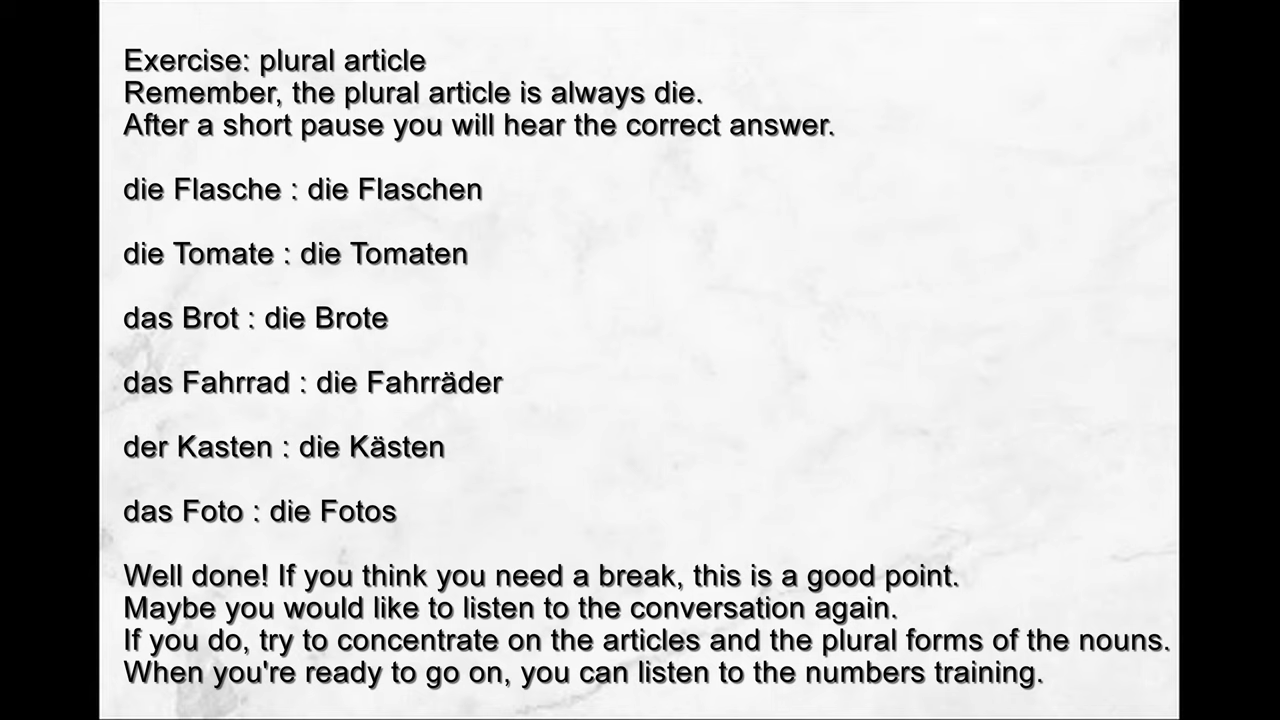 Exercise: plural article
Remember, the plural article is always die.
After a short pause you will hear the correct answer.
die Flasche : die Flaschen
die Tomate : die Tomaten
das Brot : die Brote
das Fahrrad : die Fahrräder
der Kasten : die Kästen
das Foto : die Fotos
Well done! If you think you need a break, this is a good point.
Maybe you would like to listen to the conversation again.
If you do, try to concentrate on the articles and the plural forms of the nouns.
When you're ready to go on, you can listen to the numbers training.